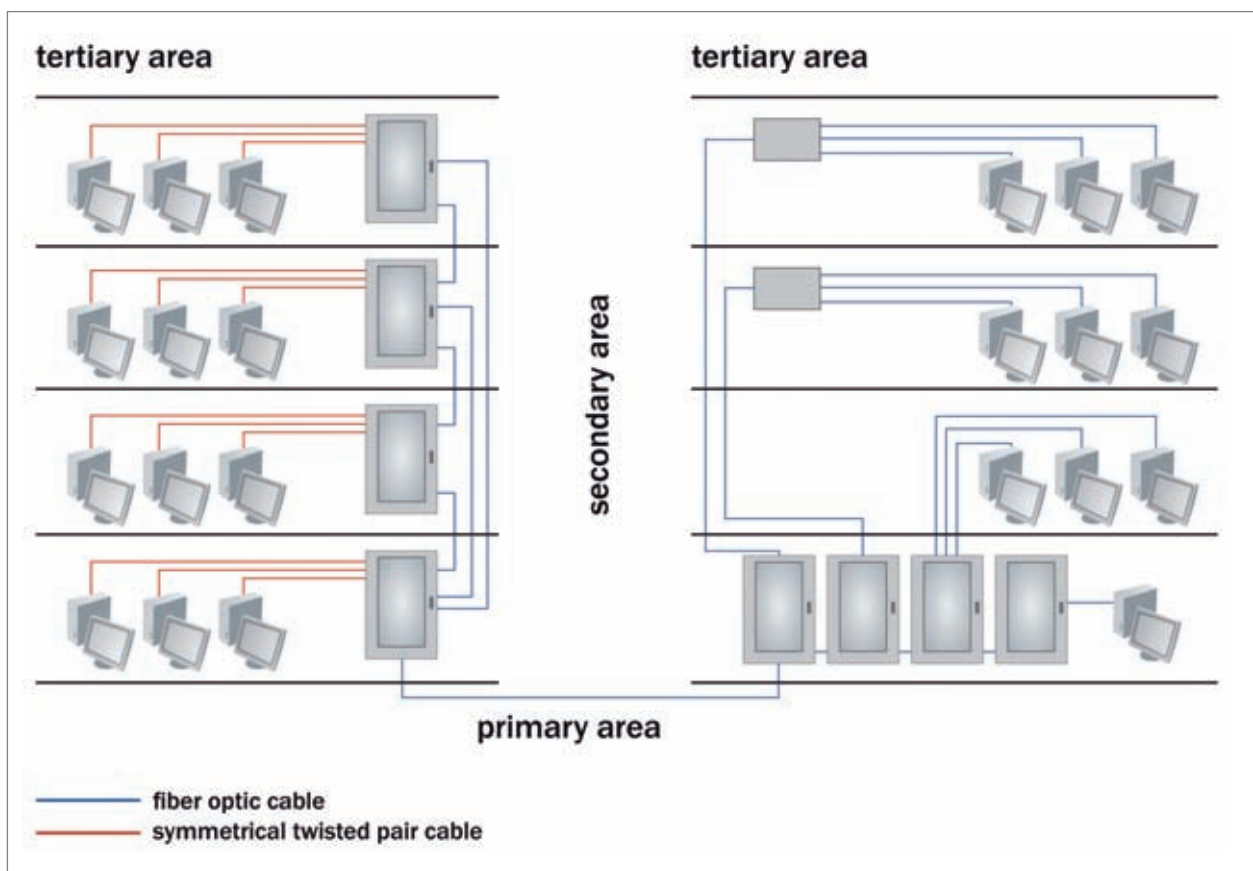 tertiary area
tertiary area
secondary area
primary area
fiber optic cable
symmetrical twisted pair cable